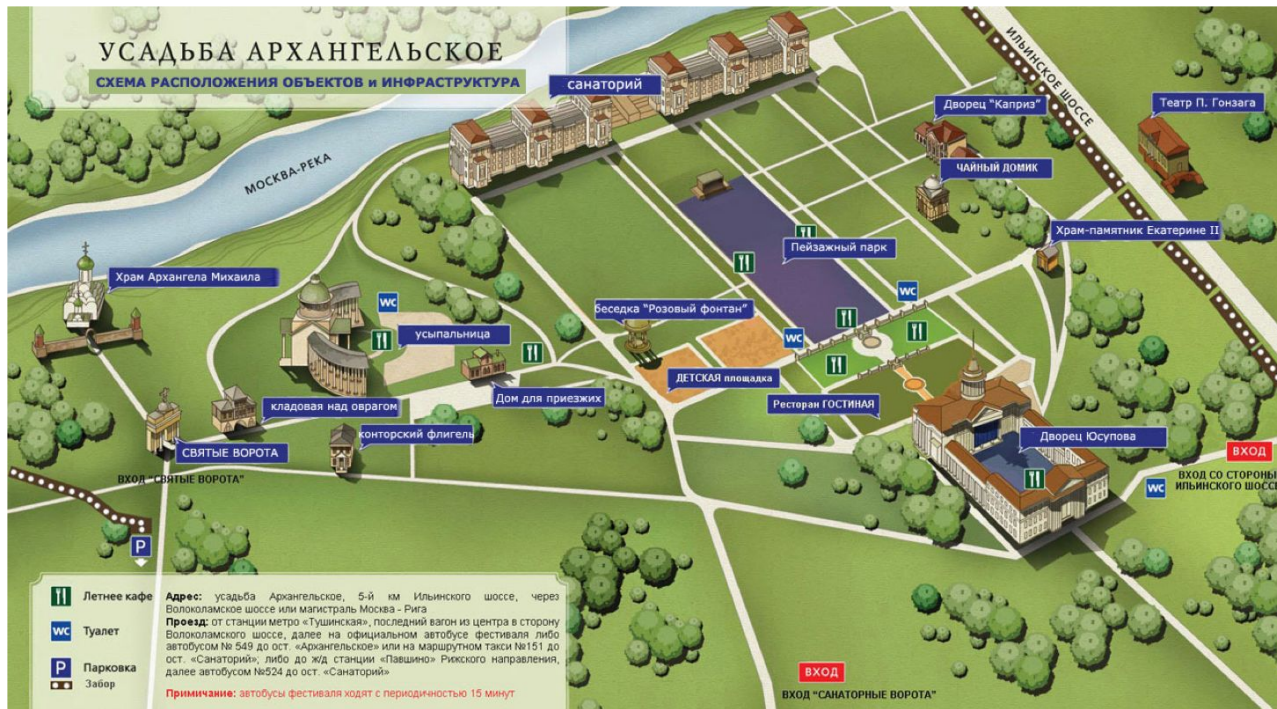 УСАДЬБА АРХАНГЕЛЬСКОЕ
СХЕМА РАСПОЛОЖЕНИЯ ОБЪЕКТОВ и ИНФРАСТРУКТУРА
санаторий
ИЛЬИНСКОЕ ШОССЕ
Дворец "Каприз"
Театр П. Гонзага
МОСКВА-РЕКА
ЧАЙНЫЙ ДОМИК
Храм-памятник Екатерине II
Пейзажный парк
Храм Архангела Михаила
WC
WC
беседка "Розовый фонтан"
усыпальница
WC
ДЕТСКАЯ площадка
Дом для приезжих
Ресторан ГОСТИНАЯ
кладовая над оврагом
конторский флигель
Дворец Юсупова
СВЯТЫЕ ВОРОТА
ВХОД
ВХОД "СВЯТЫЕ ВОРОТА"
ВХОД СО СТОРОНЫ
ИЛЬИНСКОГО ШОССЕ
WC
P
Летнее кафе
WC Туалет
P Парковка
Забор
Адрес: усадьба Архангельское, 5-й км Ильинского шоссе, через
Волоколамское шоссе или магистраль Москва - Рига
Проезд: от станции метро «Тушинская», последний вагон из центра в сторону
Волоколамского шоссе, далее на официальном автобусе фестиваля либо
автобусом № 549 до ост. «Архангельское» или на маршрутном такси №151 до
ост. «Санаторий»; либо до ж/д станции «Павшино» Рижского направления,
далее автобусом №524 до ост. «Санаторий»
Примичание: автобусы фестиваля ходят с периодичностью 15 минут
ВХОД
ВХОД "САНАТОРНЫЕ ВОРОТА"